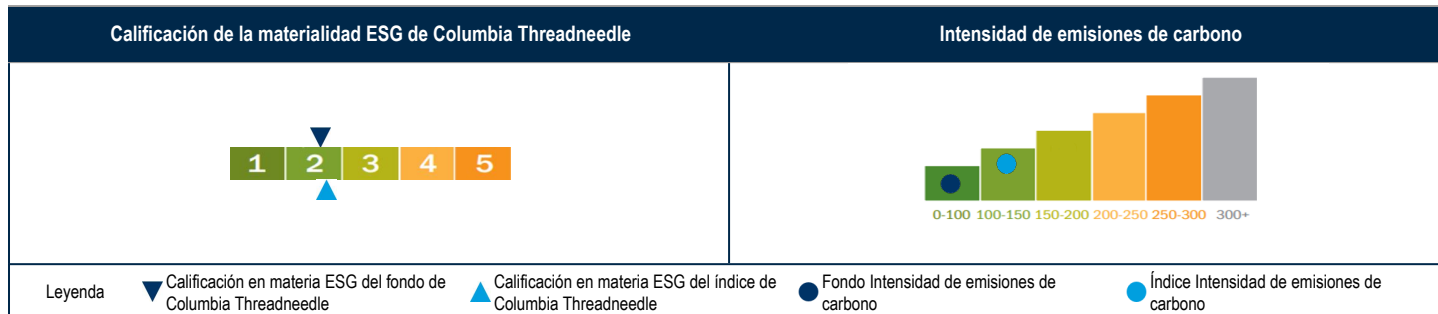 Calificación de la materialidad ESG de Columbia Threadneedle
Intensidad de emisiones de carbono
1 2 3 4 5
0-100 100-150 150-200 200-250 250-300 300+
Leyenda
Calificación en materia ESG del fondo de
Columbia Threadneedle
Calificación en materia ESG del índice de
Columbia Threadneedle
Fondo Intensidad de emisiones de
carbono
Índice Intensidad de emisiones de
carbono